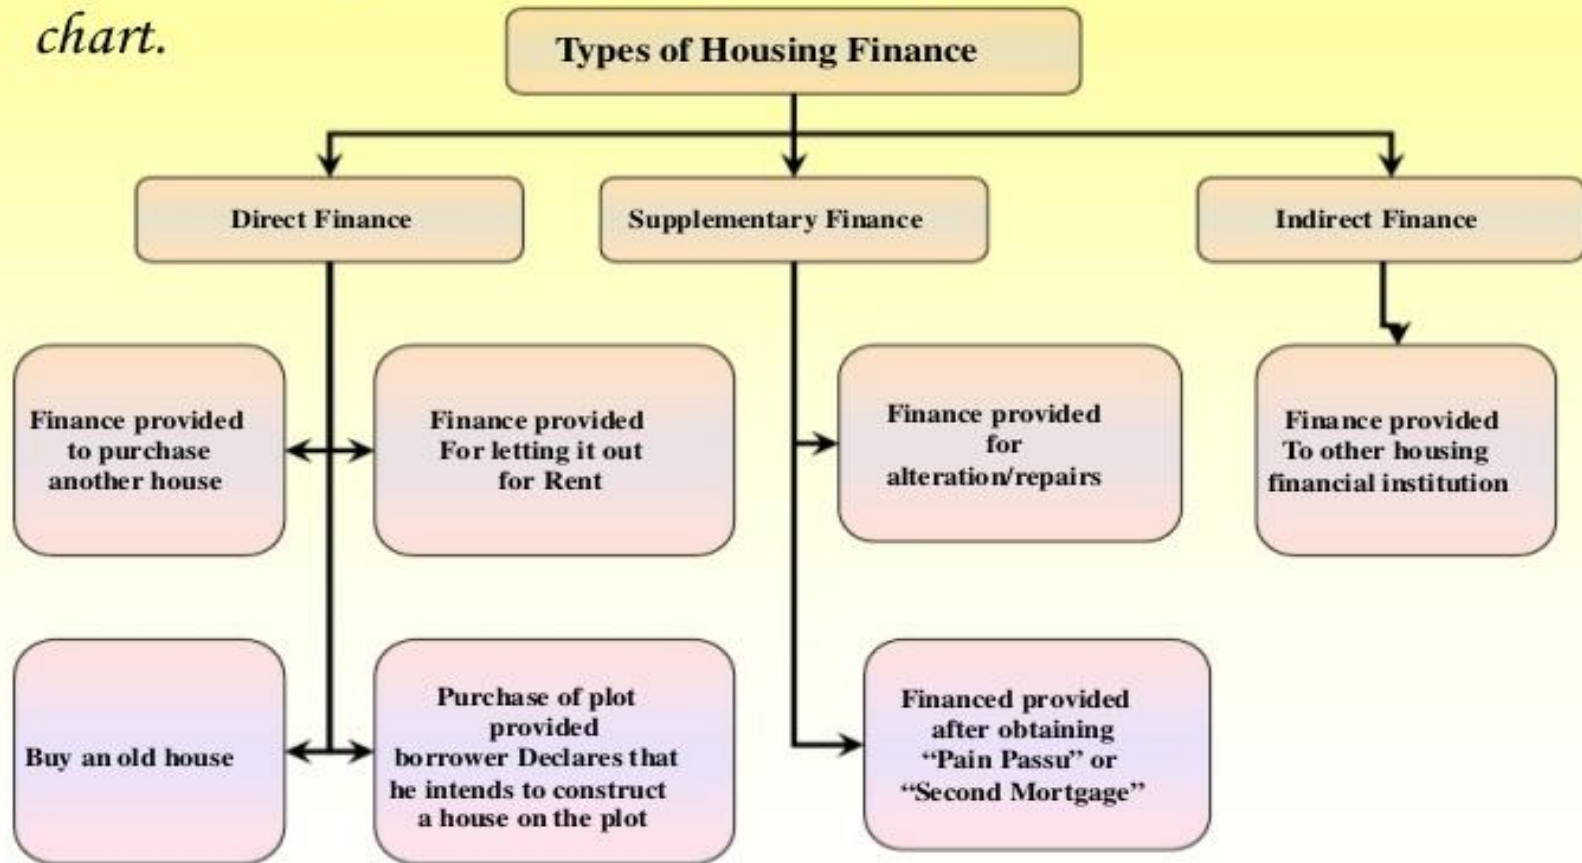 chart.
Types of Housing Finance
Direct Finance
Supplementary Finance
Indirect Finance
Finance provided
to purchase
another house
Finance provided
For letting it out
for Rent
Finance provided
for
alteration/repairs
Finance provided
To other housing
financial institution
Buy an old house
Purchase of plot
provided
borrower Declares that
he intends to construct
a house on the plot
Financed provided
after obtaining
“Pain Passu” or
“Second Mortgage”